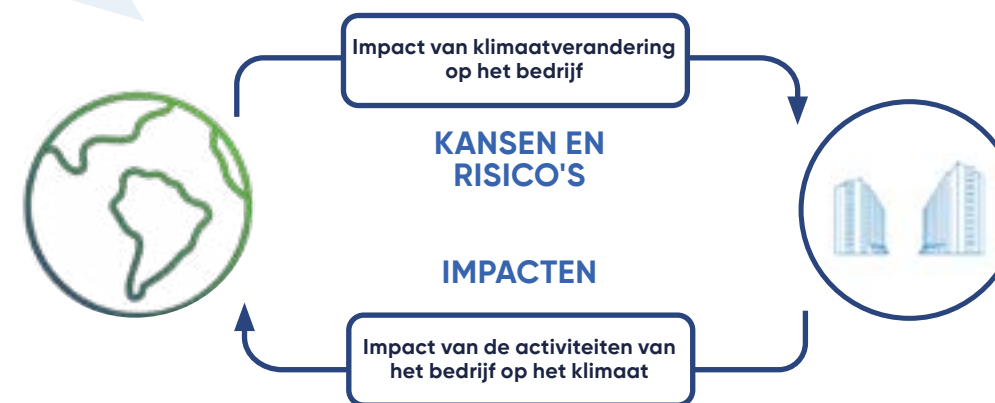 Impact van klimaatverandering
op het bedrijf
KANSEN EN
RISICO'S
IMPACTEN
Impact van de activiteiten van
het bedrijf op het klimaat